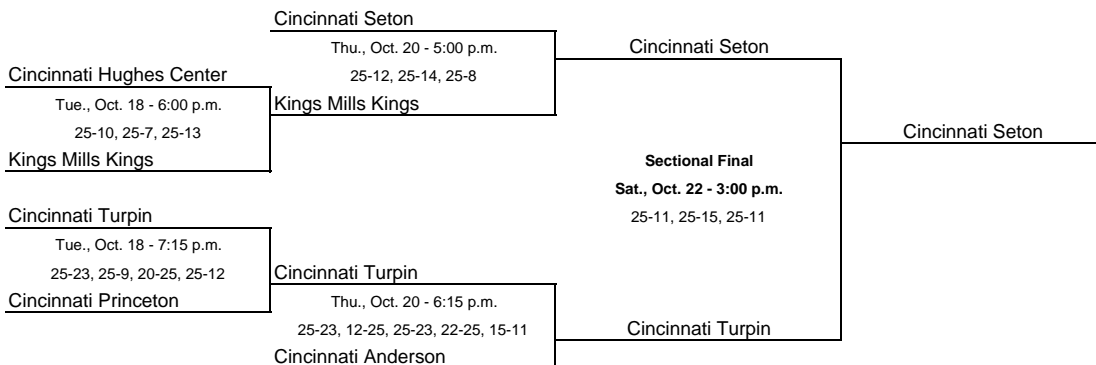 Cincinnati Seton
Thu., Oct. 20 - 5:00 p.m.
Cincinnati Seton
Cincinnati Hughes Center
25-12, 25-14, 25-8
Tue., Oct. 18 - 6:00 p.m.
Kings Mills Kings
25-10, 25-7, 25-13
Cincinnati Seton
Kings Mills Kings
Sectional Final
Sat., Oct. 22 - 3:00 p.m.
Cincinnati Turpin
25-11, 25-15, 25-11
Tue., Oct. 18 - 7:15 p.m.
25-23, 25-9, 20-25, 25-12
Cincinnati Turpin
Cincinnati Princeton
Thu., Oct. 20 - 6:15 p.m.
25-23, 12-25, 25-23, 22-25, 15-11
Cincinnati Turpin
Cincinnati Anderson